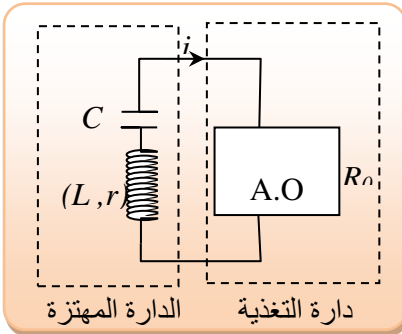 i
C
(L ,r)
A.O
R₀
الدارة المهتزة
دارة التغذية